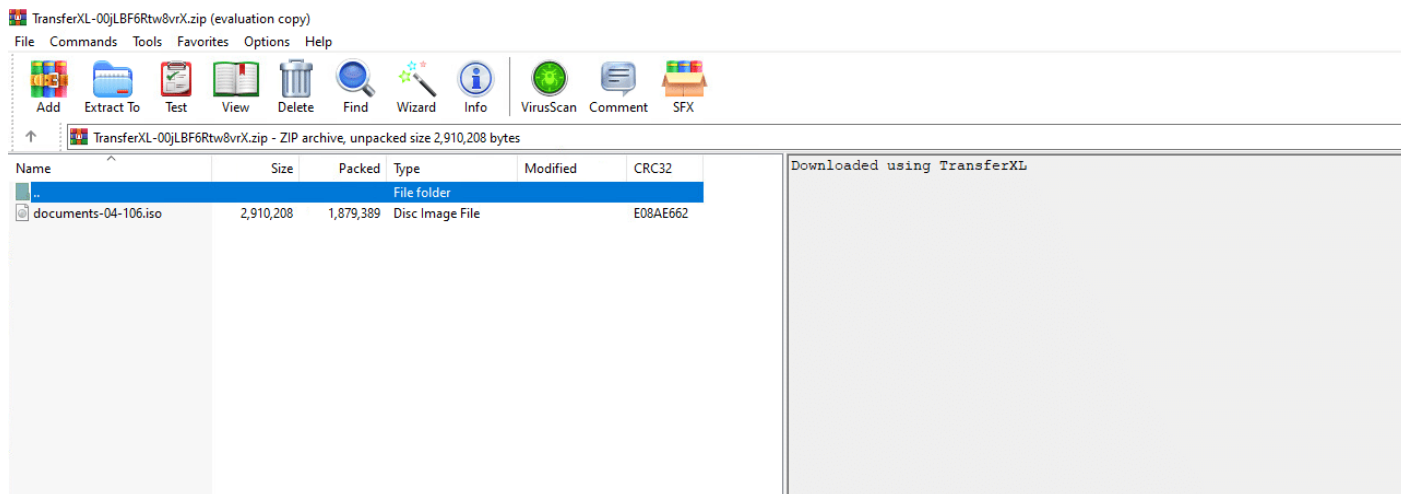 TransferXL-00jLBF6Rtw8vrX.zip (evaluation copy)
File Commands Tools Favorites Options Help
Add Extract To Test View Delete Find Wizard Info VirusScan Comment SFX
TransferXL-00jLBF6Rtw8vrX.zip - ZIP archive, unpacked size 2,910,208 bytes
Name Size Packed Type Modified CRC32
.. File folder
documents-04-106.iso 2,910,208 1,879,389 Disc Image File E08AE662
Downloaded using TransferXL